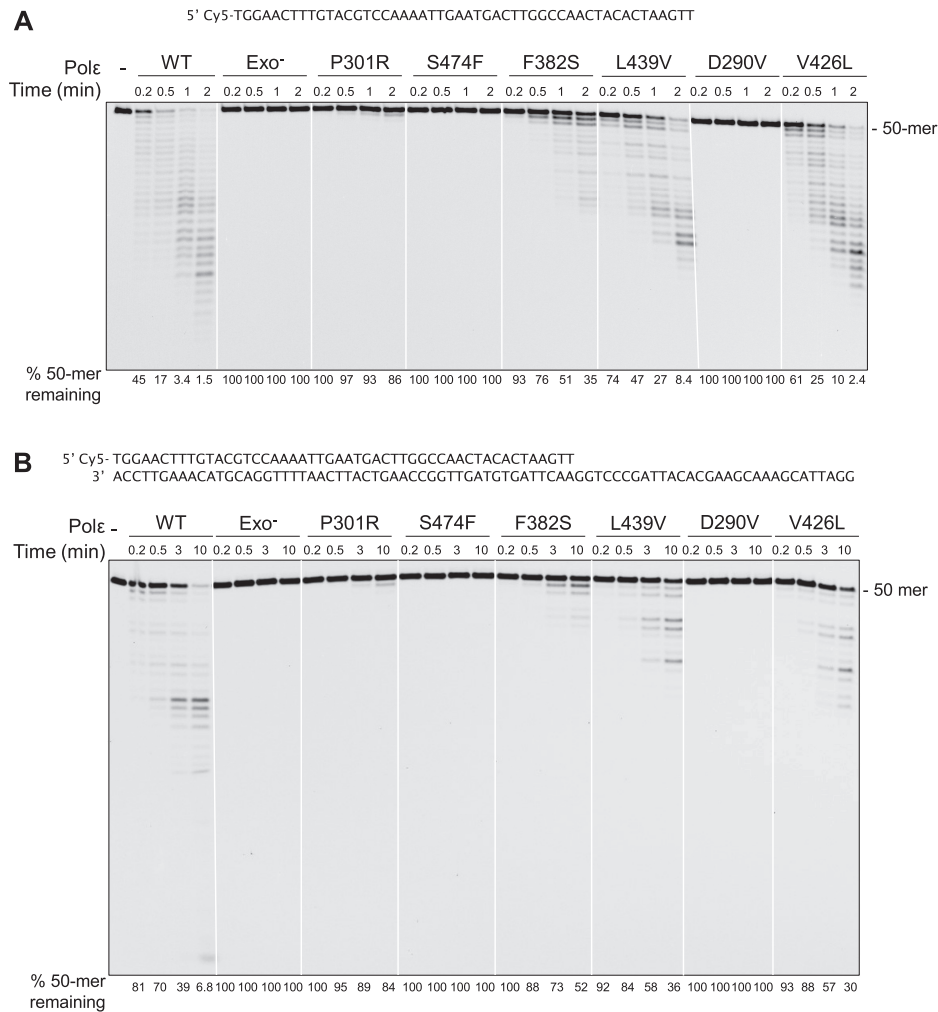 A
5' Cy5-TGGAACTTTGTACGTCCAAAATTGAATGACTTGGCCAACTACACTAAGTT
Polε - WT Exo- P301R S474F F382S L439V D290V V426L
Time (min) 0.2 0.5 1 2 0.2 0.5 1 2 0.2 0.5 1 2 0.2 0.5 1 2 0.2 0.5 1 2 0.2 0.5 1 2 0.2 0.5 1 2 0.2 0.5 1 2
- 50-mer
% 50-mer
remaining
45 17 3.4 1.5 100 100 100 100 100 97 93 86 100 100 100 100 93 76 51 35 74 47 27 8.4 100 100 100 100 61 25 10 2.4
B
5' Cy5- TGGAACTTTGTACGTCCAAAATTGAATGACTTGGCCAACTACACTAAGTT
3' ACCTTGAAACATGCAGGTTTTAACTTACTGAACCGGTTGATGTGATTCAAGGTCCCGATTACACGAAGCAAAGCATTAGG
Polε - WT Exo- P301R S474F F382S L439V D290V V426L
Time (min) 0.2 0.5 3 10 0.2 0.5 3 10 0.2 0.5 3 10 0.2 0.5 3 10 0.2 0.5 3 10 0.2 0.5 3 10 0.2 0.5 3 10 0.2 0.5 3 10
- 50 mer
% 50-mer
remaining
81 70 39 6.8 100 100 100 100 100 95 89 84 100 100 100 100 100 88 73 52 92 84 58 36 100 100 100 100 93 88 57 30